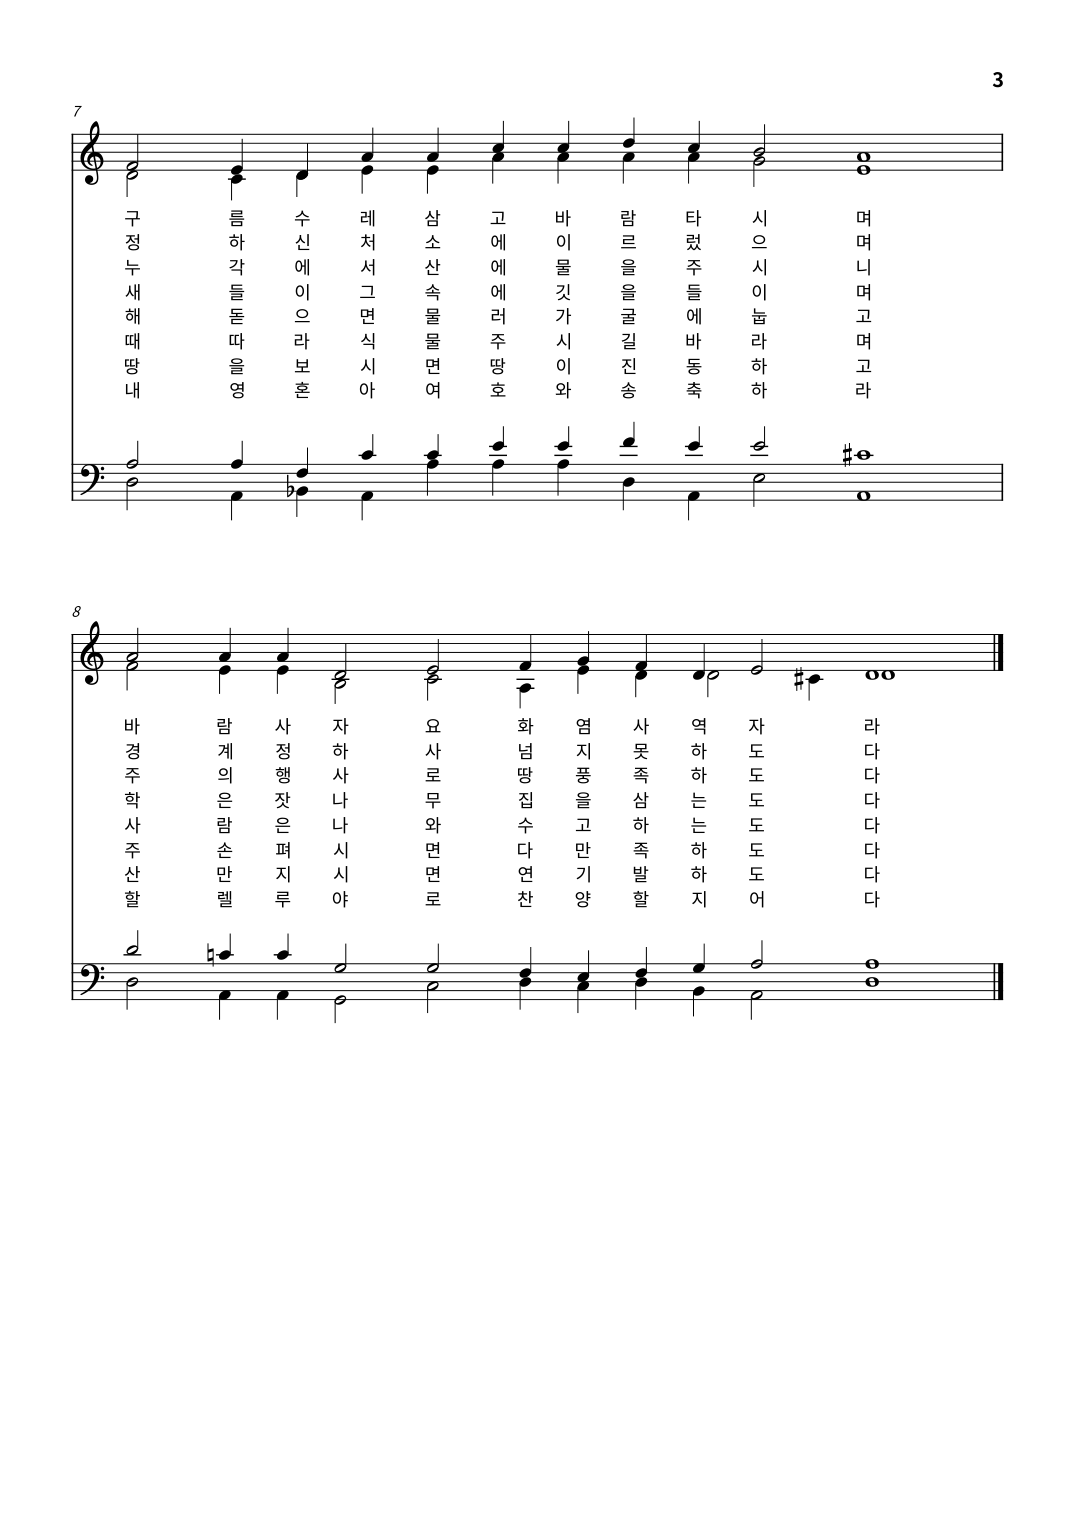 3
7
구 름 수 레 삼 고 바 람 타 시 며
정 하 신 처 소 에 이 르 렀 으 며
누 각 에 서 산 에 물 을 주 시 니
새 들 이 그 속 에 깃 을 들 이 며
해 돋 으 면 물 러 가 굴 에 눕 고
때 따 라 식 물 주 시 길 바 라 며
땅 을 보 시 면 땅 이 진 동 하 고
내 영 혼 아 여 호 와 송 축 하 라
8
바 람 사 자 요 화 염 사 역 자 라
경 계 정 하 사 넘 지 못 하 도 다
주 의 행 사 로 땅 풍 족 하 도 다
학 은 잣 나 무 집 을 삼 는 도 다
사 람 은 나 와 수 고 하 는 도 다
주 손 펴 시 면 다 만 족 하 도 다
산 만 지 시 면 연 기 발 하 도 다
할 렐 루 야 로 찬 양 할 지 어 다